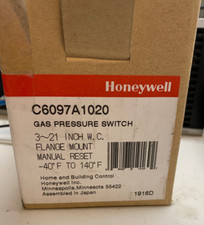 Honeywell
C6097A1020
GAS PRESSURE SWITCH
3~21 INCH W.C.
FLANGE MOUNT
MANUAL RESET
-40°F TO 140°F
Home and Building Control
Honeywell Inc.
Minneapolis, Minnesota 55422
Assembled in Japan
1916D